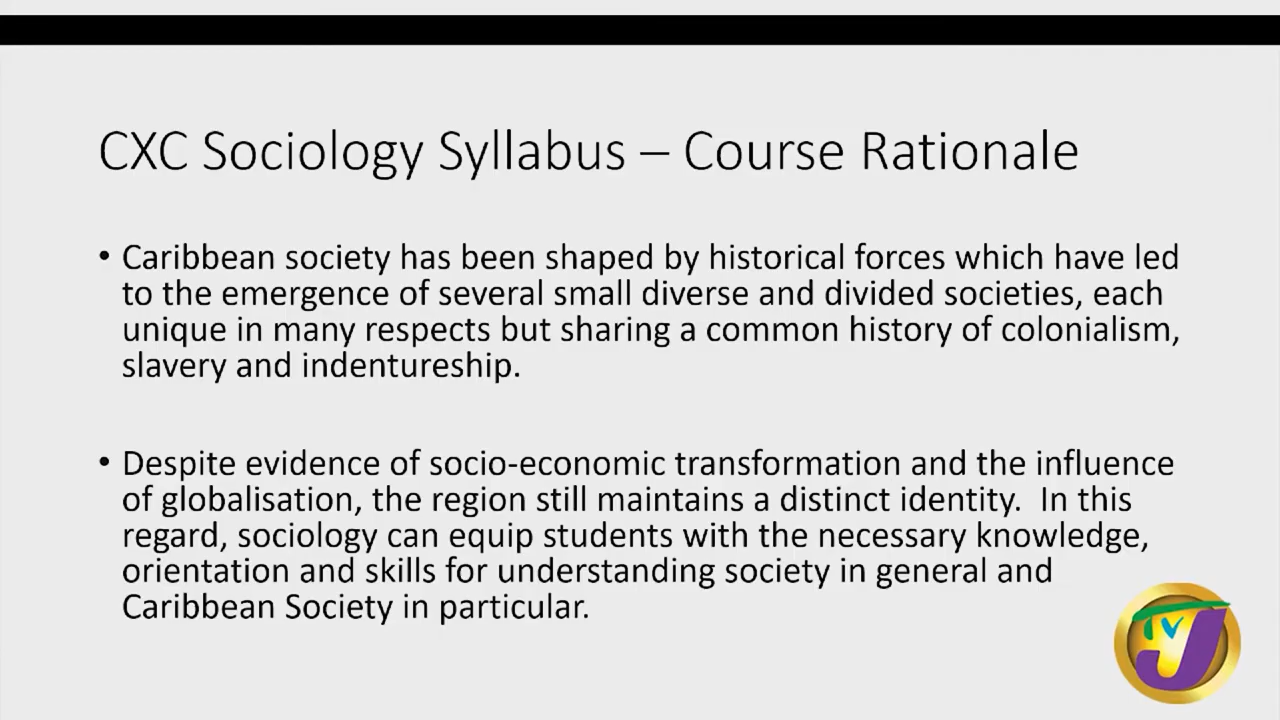 CXC Sociology Syllabus – Course Rationale
• Caribbean society has been shaped by historical forces which have led
to the emergence of several small diverse and divided societies, each
unique in many respects but sharing a common history of colonialism,
slavery and indentureship.
• Despite evidence of socio-economic transformation and the influence
of globalisation, the region still maintains a distinct identity.  In this
regard, sociology can equip students with the necessary knowledge,
orientation and skills for understanding society in general and
Caribbean Society in particular.
TVJ